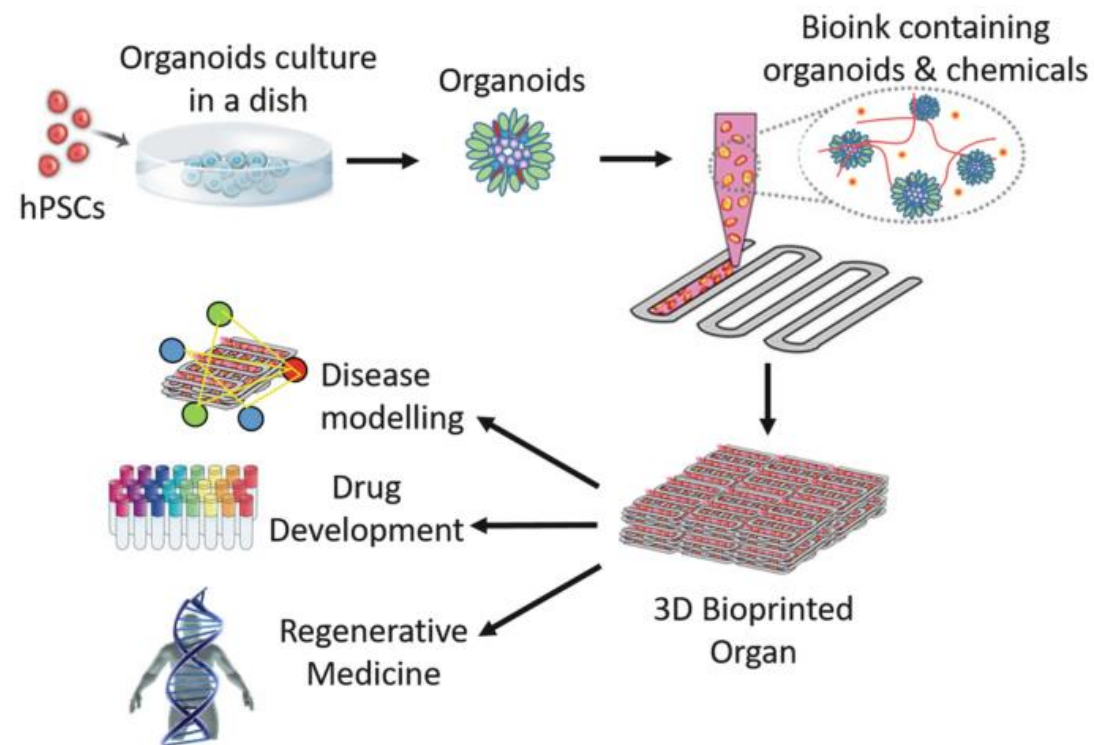 hPSCs
Organoids culture
in a dish
Organoids
Bioink containing
organoids & chemicals
Disease
modelling
Drug
Development
Regenerative
Medicine
3D Bioprinted
Organ